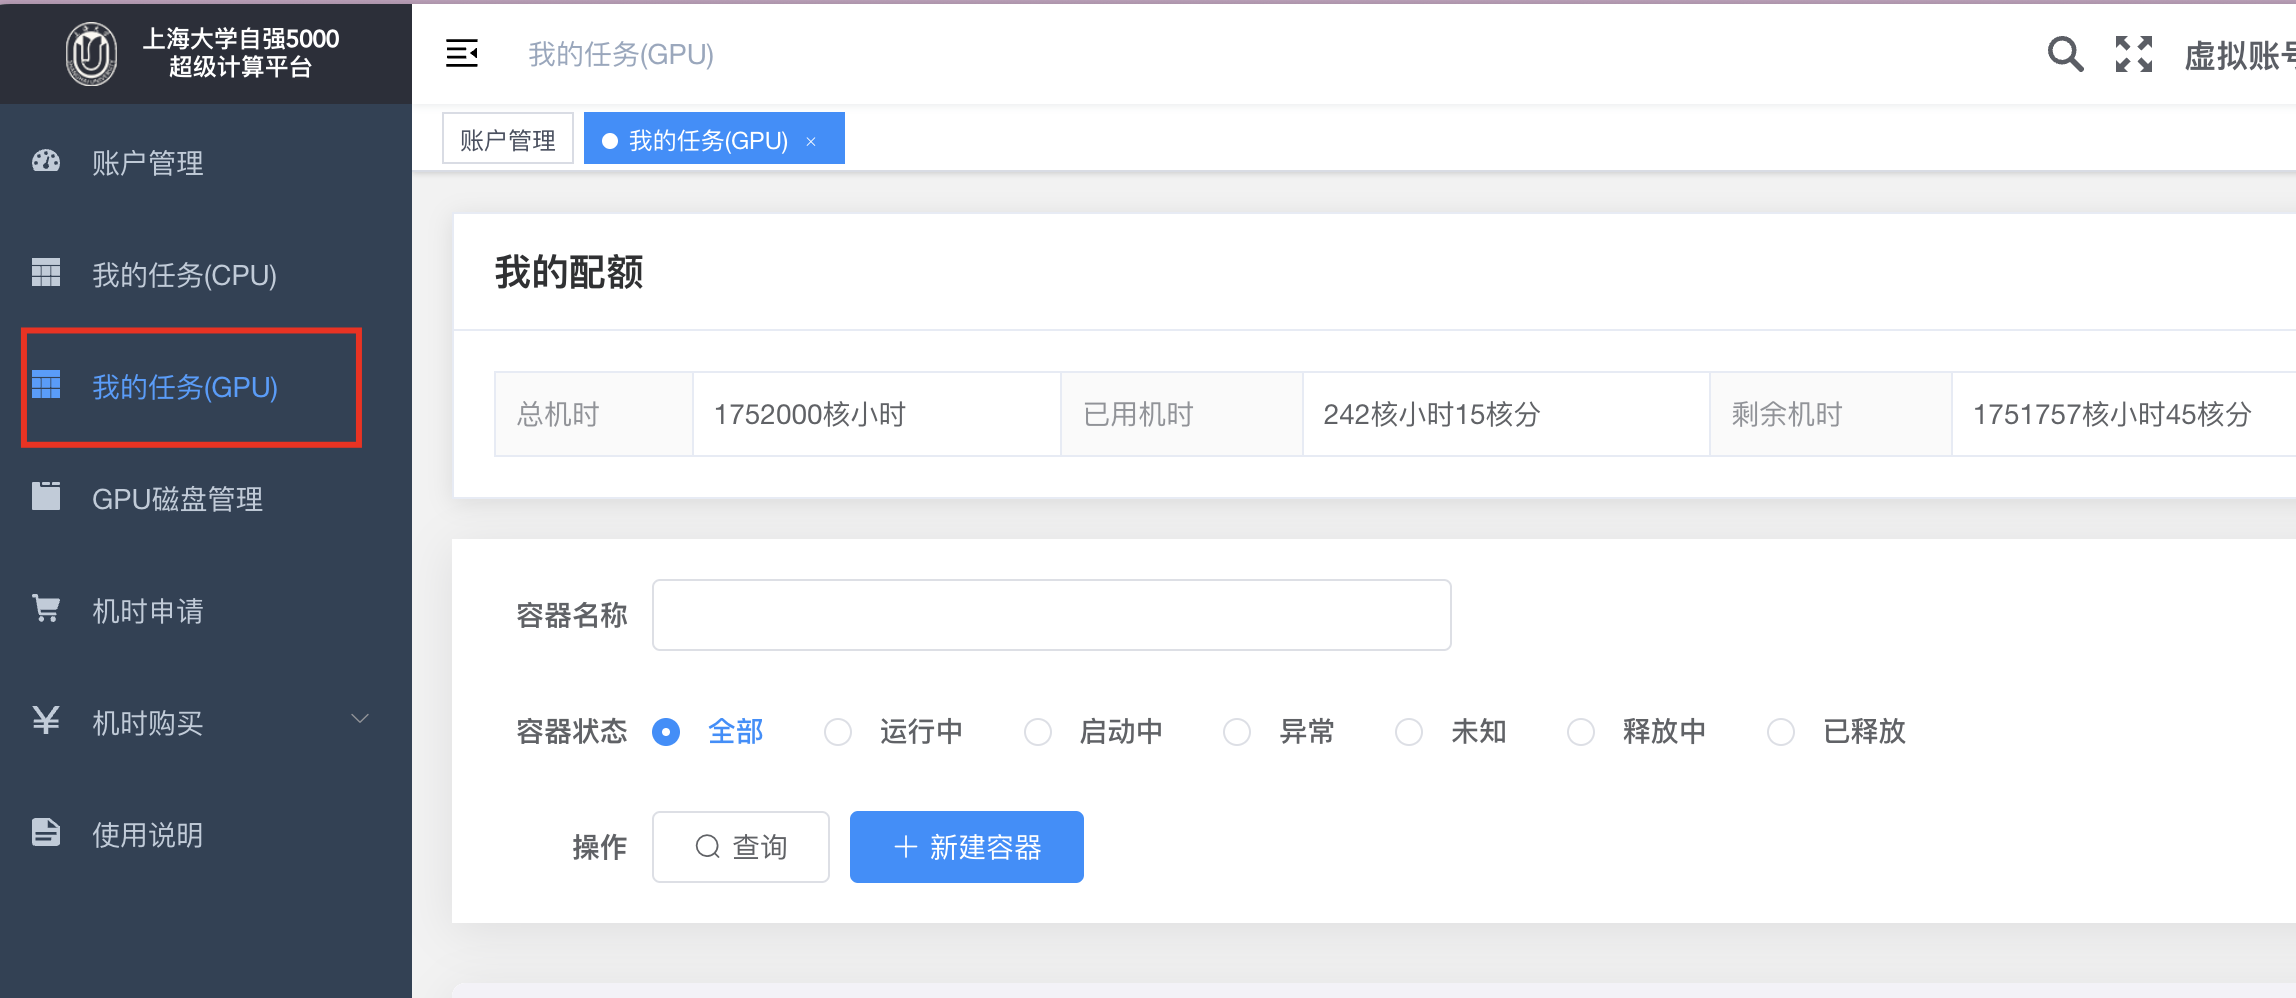 上海大学自强5000
超级计算平台
账户管理
我的任务(CPU)
我的任务(GPU)
GPU磁盘管理
机时申请
机时购买
使用说明
我的任务(GPU)
虚拟账号
账户管理
我的任务(GPU) ×
我的配额
总机时 1752000核小时 已用机时 242核小时15核分 剩余机时 1751757核小时45核分
容器名称
容器状态 全部 运行中 启动中 异常 未知 释放中 已释放
操作 查询 新建容器